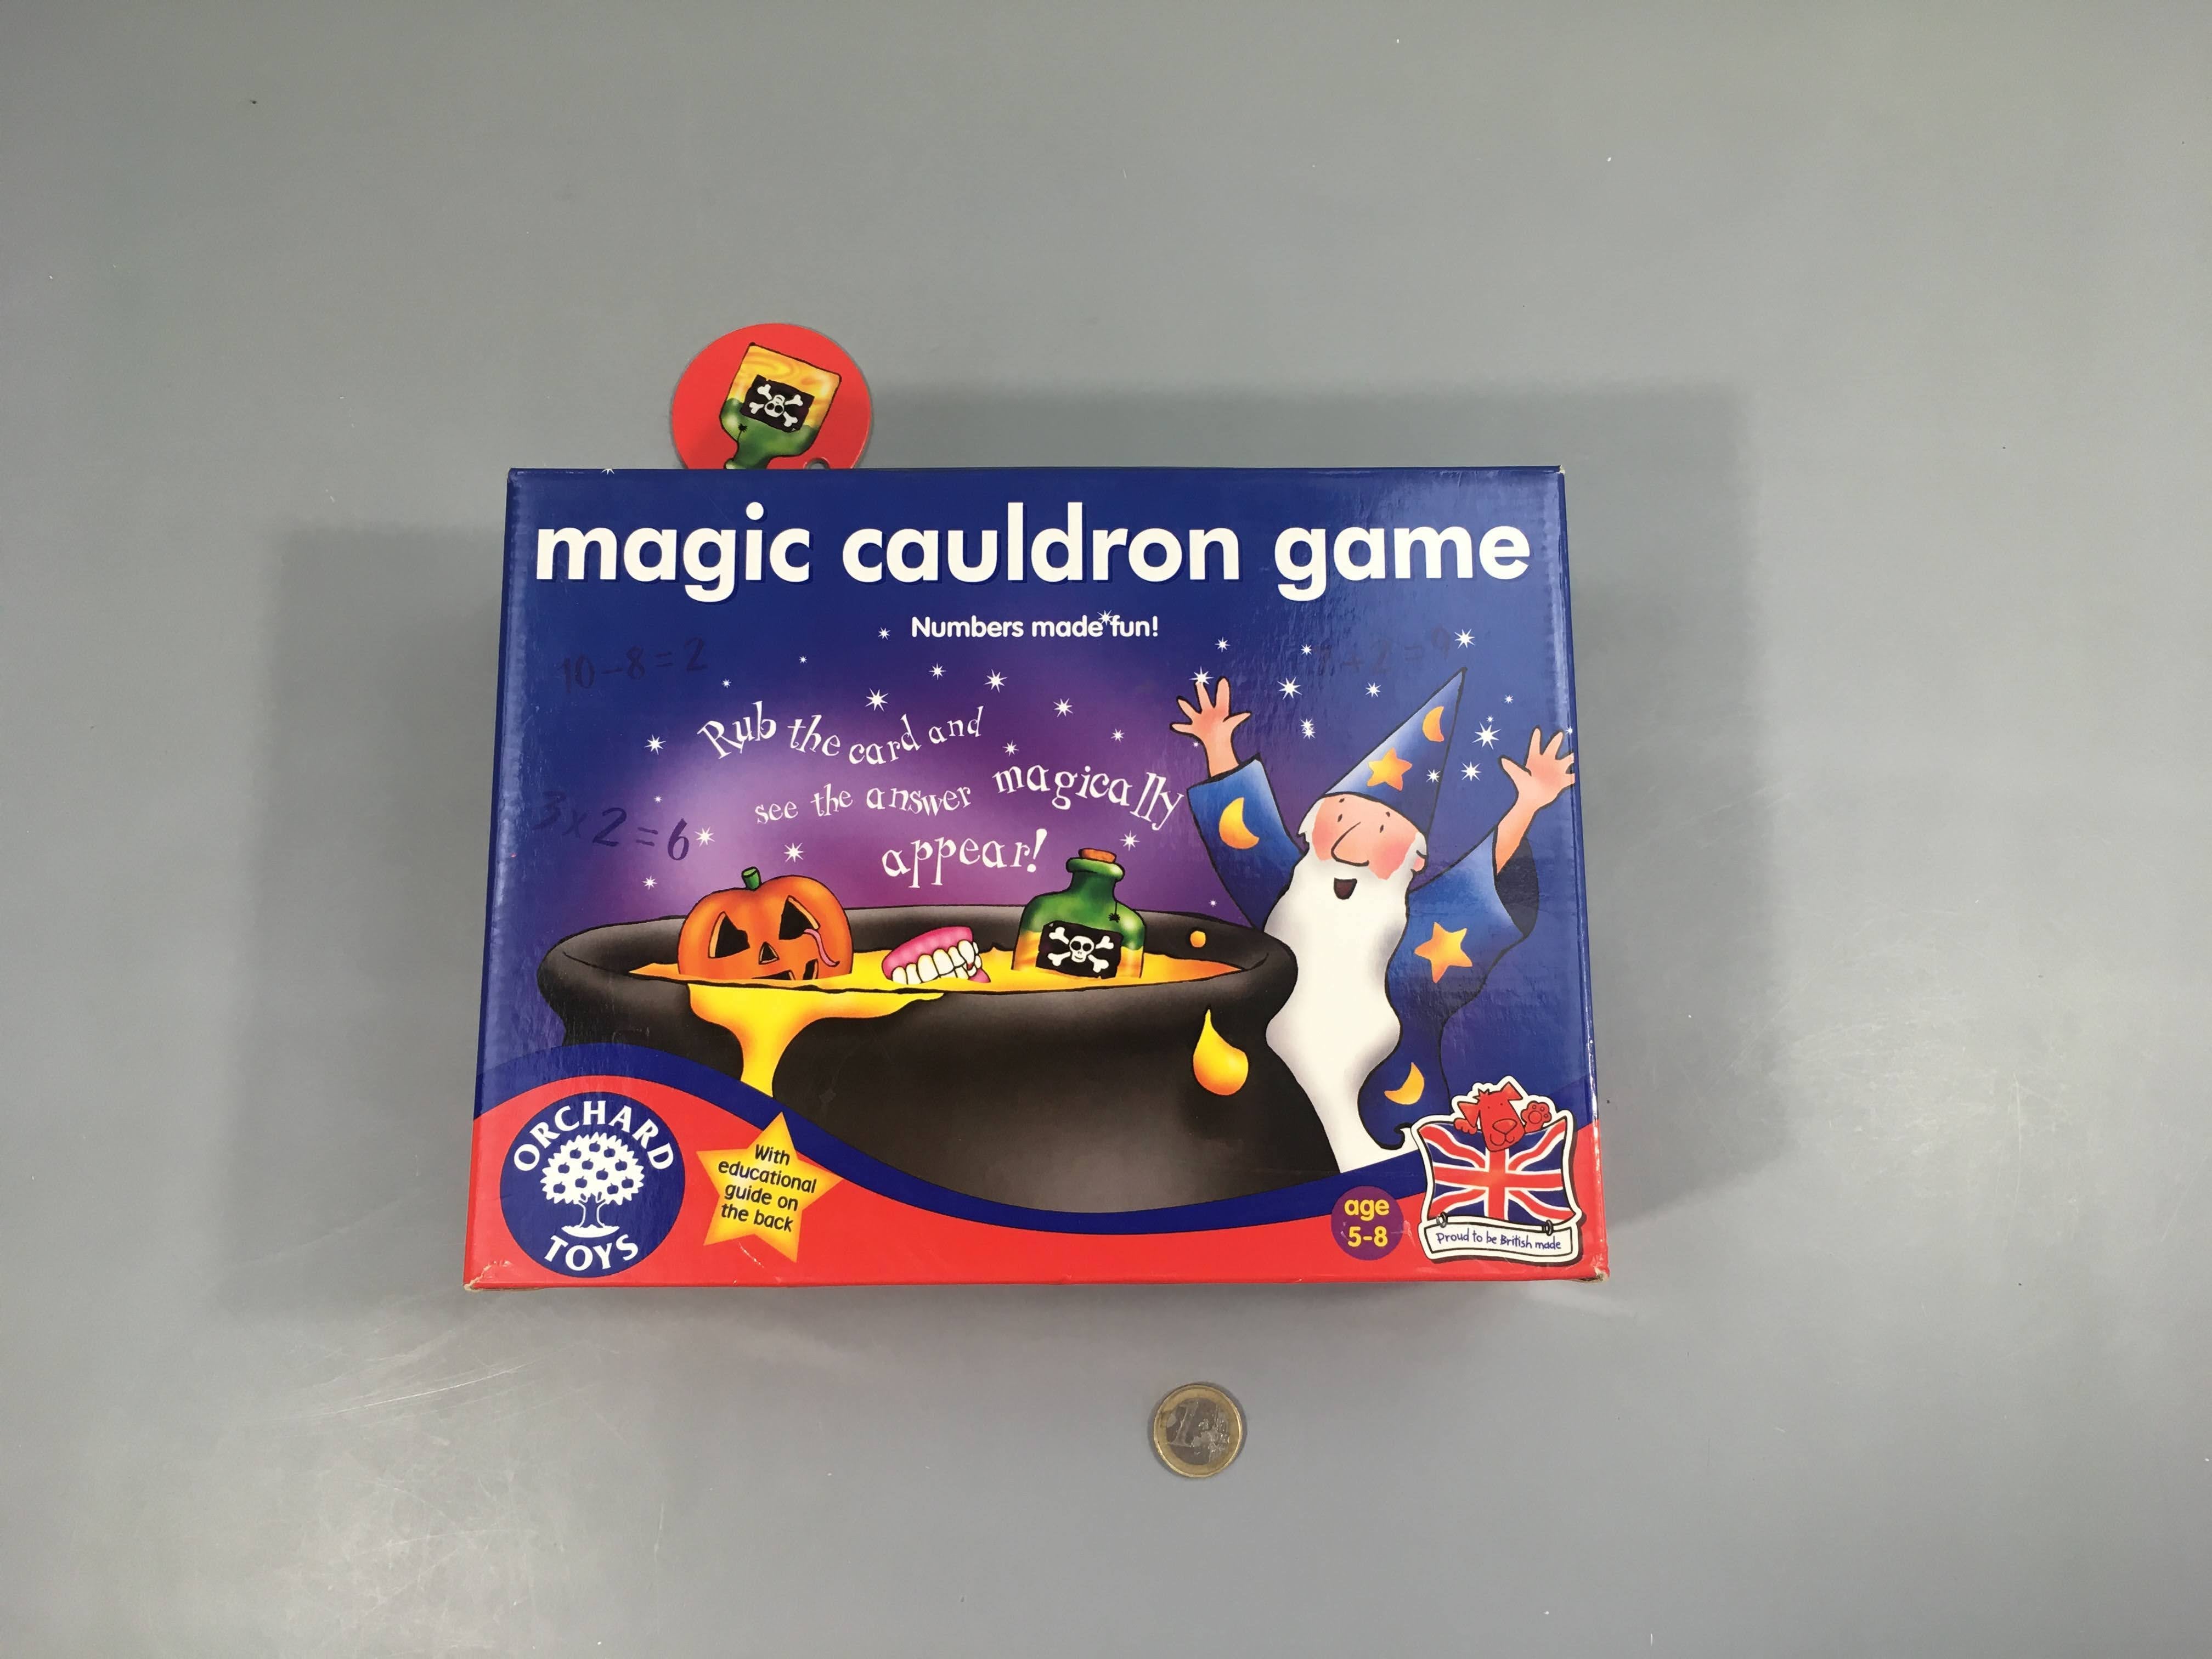 magic cauldron game
Numbers made fun!
10-8=2
Rub the card and
see the answer magically
appear!
3x2=6
ORCHARD
TOYS
With
educational
guide on
the back
age
5-8
Proud to be British made
1